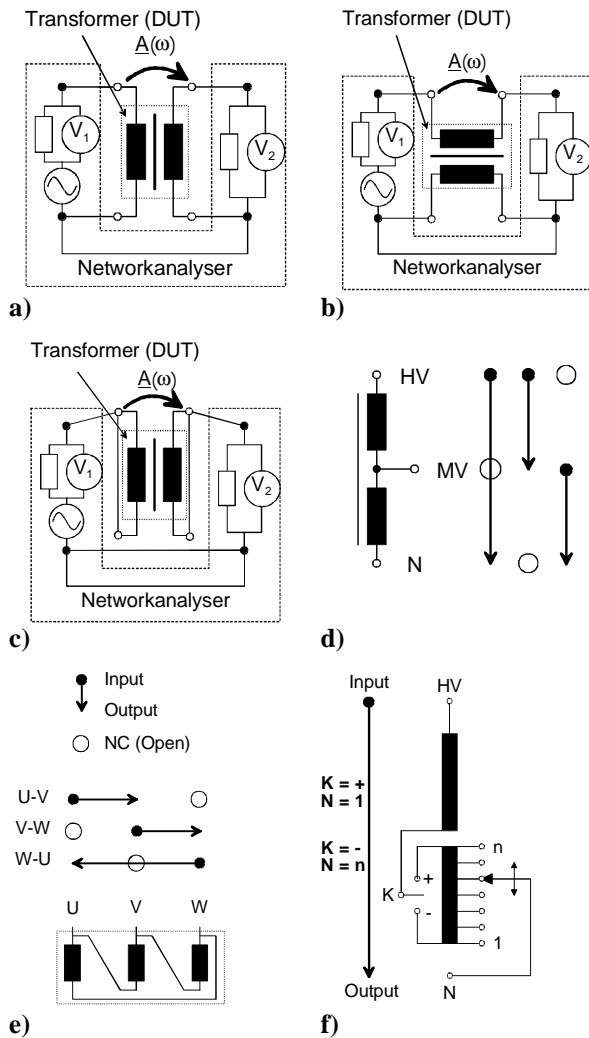 Transformer (DUT)
A(ω)
V1
V2
Networkanalyser
a)
Transformer (DUT)
A(ω)
V1
V2
Networkanalyser
b)
Transformer (DUT)
A(ω)
V1
V2
Networkanalyser
c)
HV
MV
N
d)
Input
Output
NC (Open)
U-V
V-W
W-U
U V W
e)
Input HV
K = +
N = 1
K = -
N = n
n
+
K
-
1
N
Output
f)